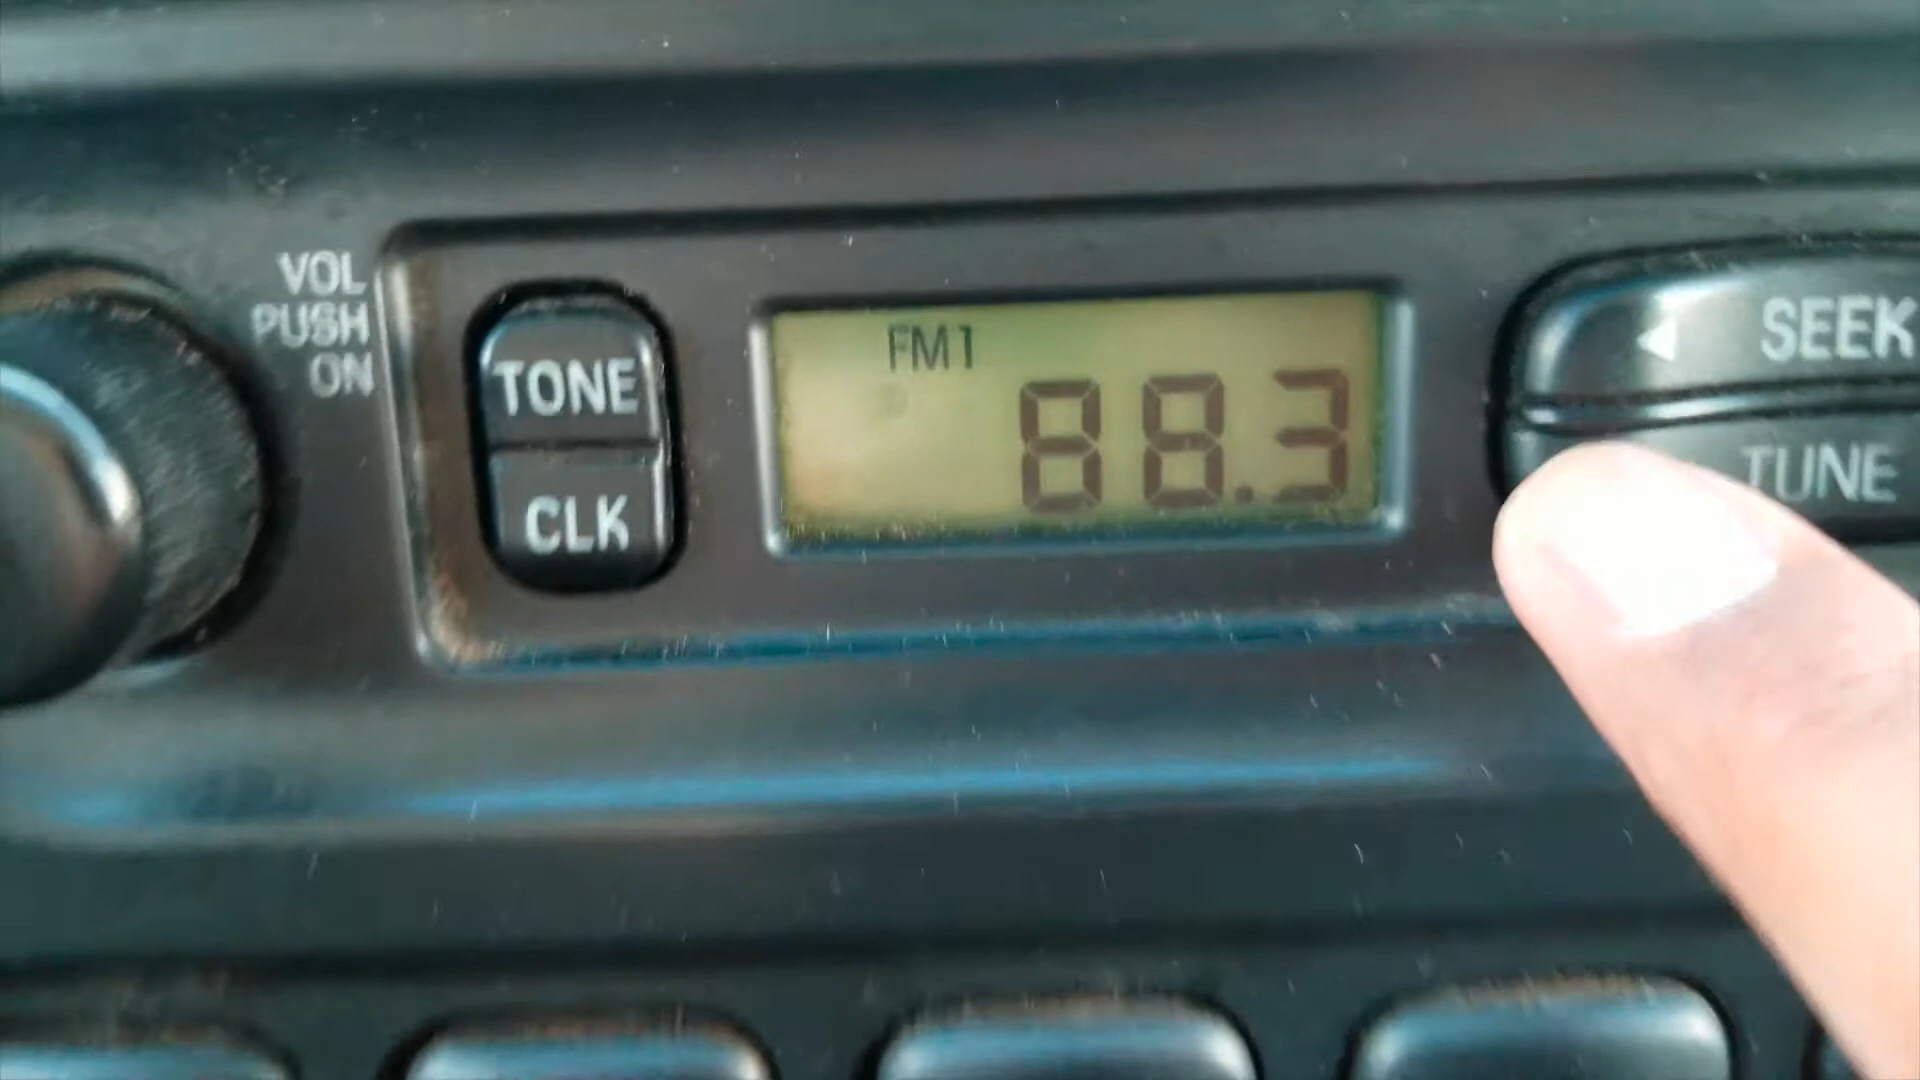 VOL
PUSH
ON
TONE
CLK
FM1
88.3
SEEK
TUNE